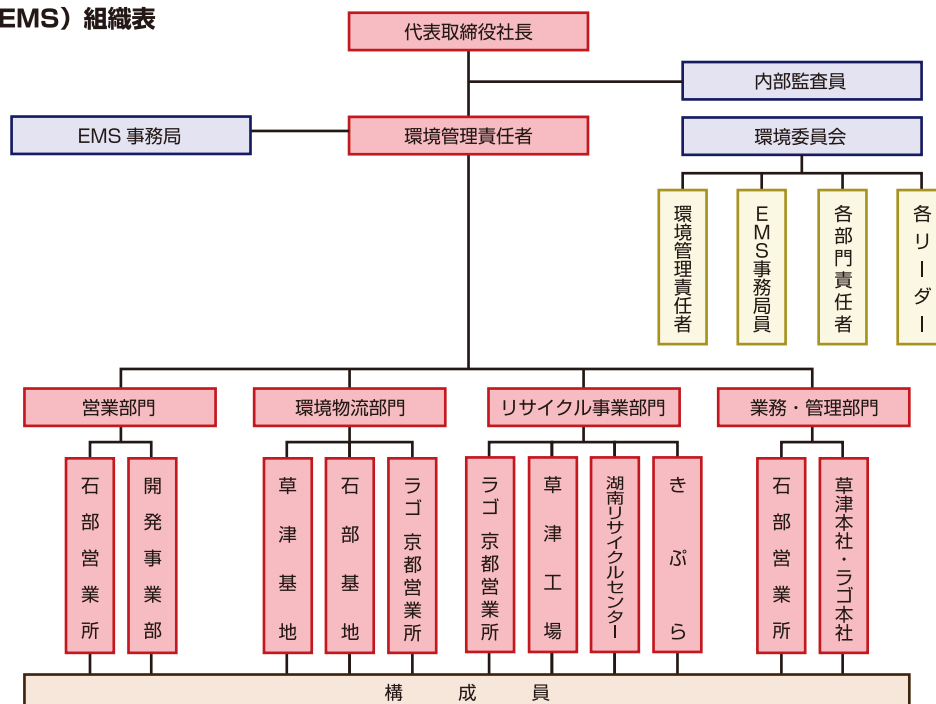 EMS）組織表
代表取締役社長
内部監査員
EMS 事務局
環境管理責任者
環境委員会
環境管理責任者
EMS事務局員
各部門責任者
各リーダー
営業部門
環境物流部門
リサイクル事業部門
業務・管理部門
石部営業所
開発事業部
草津基地
石部基地
ラゴ 京都営業所
ラゴ 京都営業所
草津工場
湖南リサイクルセンター
きぷら
石部営業所
草津本社・ラゴ本社
構成員